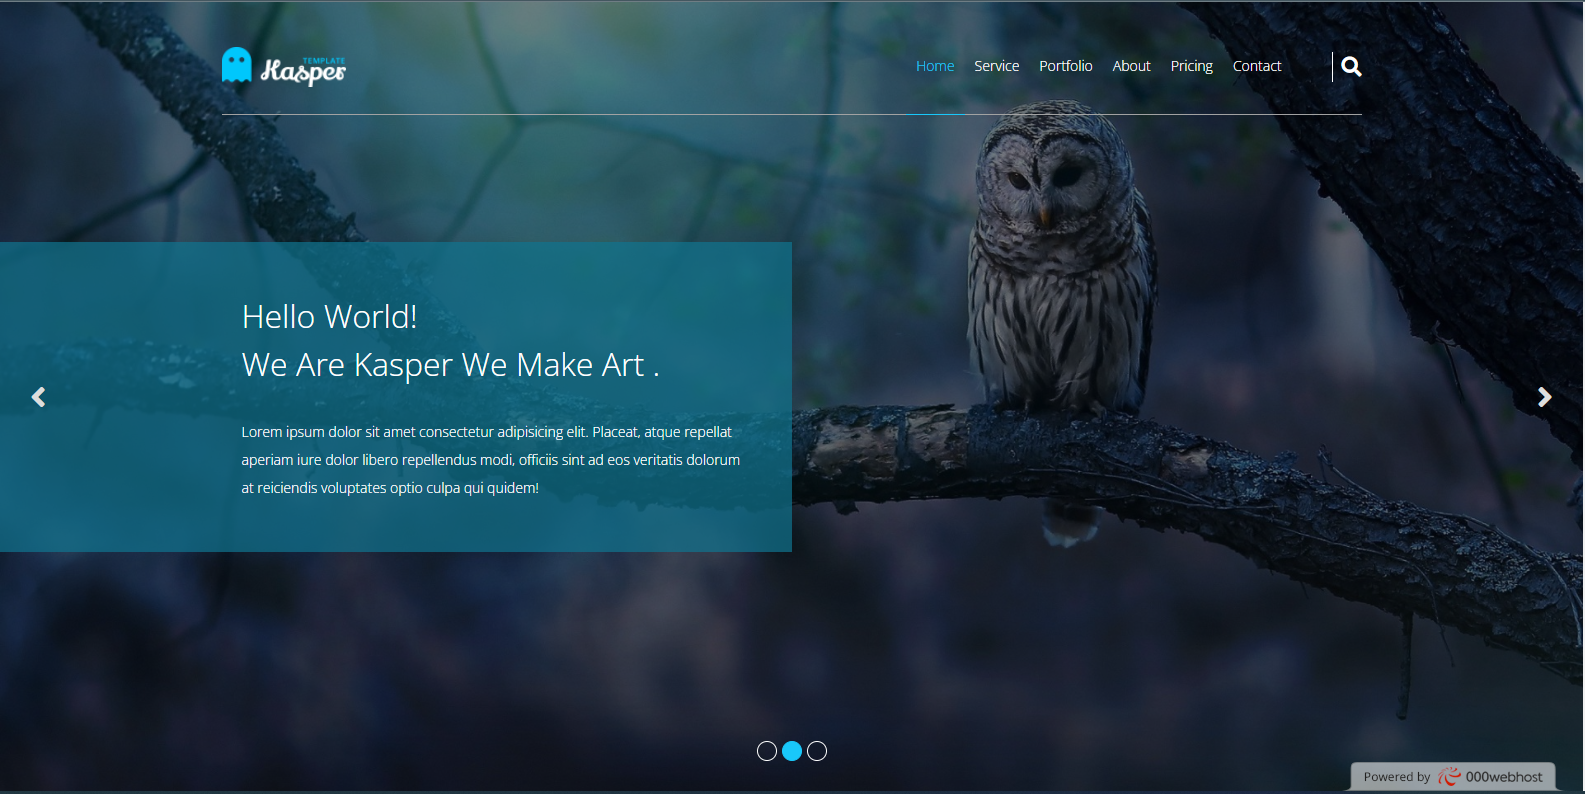 TEMPLATE
Kasper
Home Service Portfolio About Pricing Contact
Hello World!
We Are Kasper We Make Art .
Lorem ipsum dolor sit amet consectetur adipisicing elit. Placeat, atque repellat
aperiam iure dolor libero repellendus modi, officiis sint ad eos veritatis dolorum
at reiciendis voluptates optio culpa qui quidem!
Powered by 000webhost